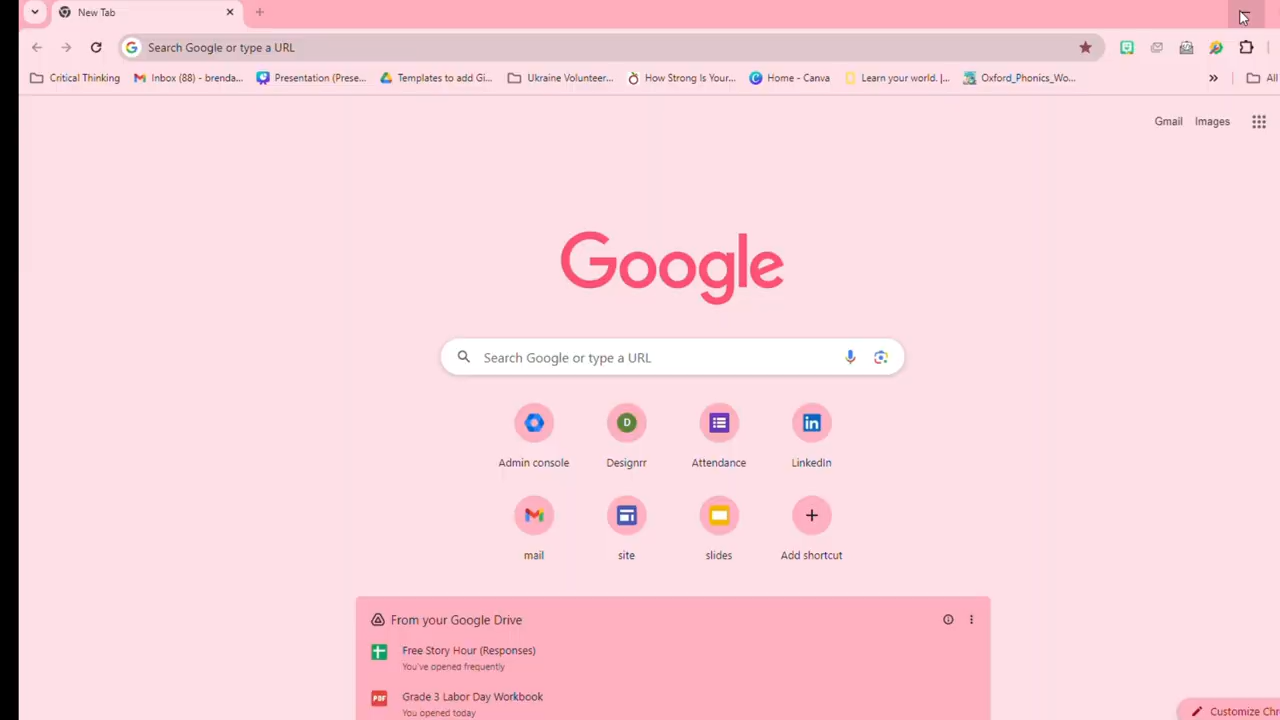 New Tab
Search Google or type a URL
Critical Thinking
Inbox (88) – brenda...
Presentation (Prese...
Templates to add Gi...
Ukraine Volunteer...
How Strong Is Your...
Home - Canva
Learn your world. |...
Oxford_Phonics_Wo...
All
Gmail
Images
Google
Search Google or type a URL
Admin console
D
Designrr
Attendance
in
LinkedIn
mail
site
slides
Add shortcut
From your Google Drive
Free Story Hour (Responses)
You've opened frequently
PDF
Grade 3 Labor Day Workbook
You opened today
Customize Chr